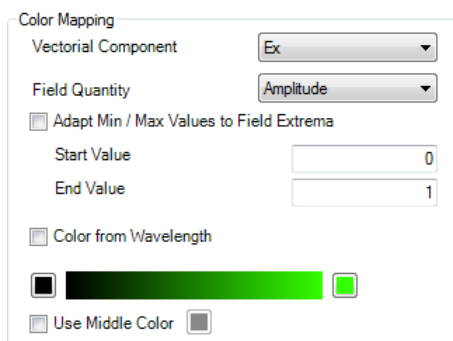 Color Mapping
Vectorial Component Ex
Field Quantity Amplitude
Adapt Min / Max Values to Field Extrema
Start Value 0
End Value 1
Color from Wavelength
Use Middle Color